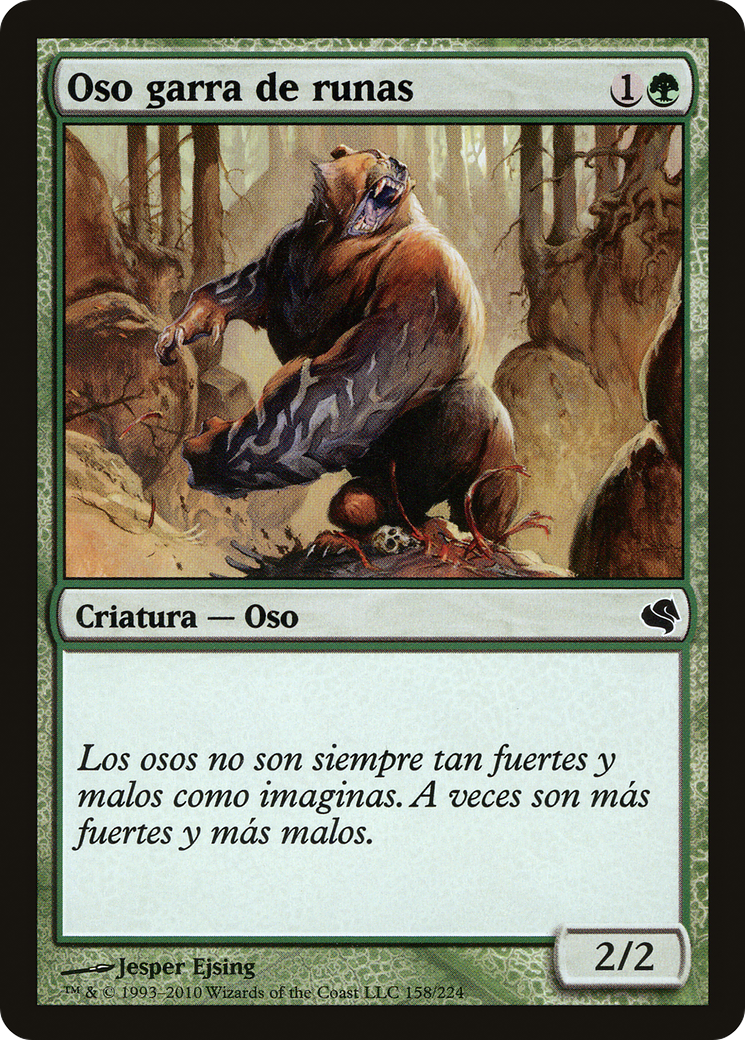 Oso garra de runas 1
Criatura — Oso
Los osos no son siempre tan fuertes y
malos como imaginas. A veces son más
fuertes y más malos.
2/2
Jesper Ejsing
™ & © 1993–2010 Wizards of the Coast LLC 158/224